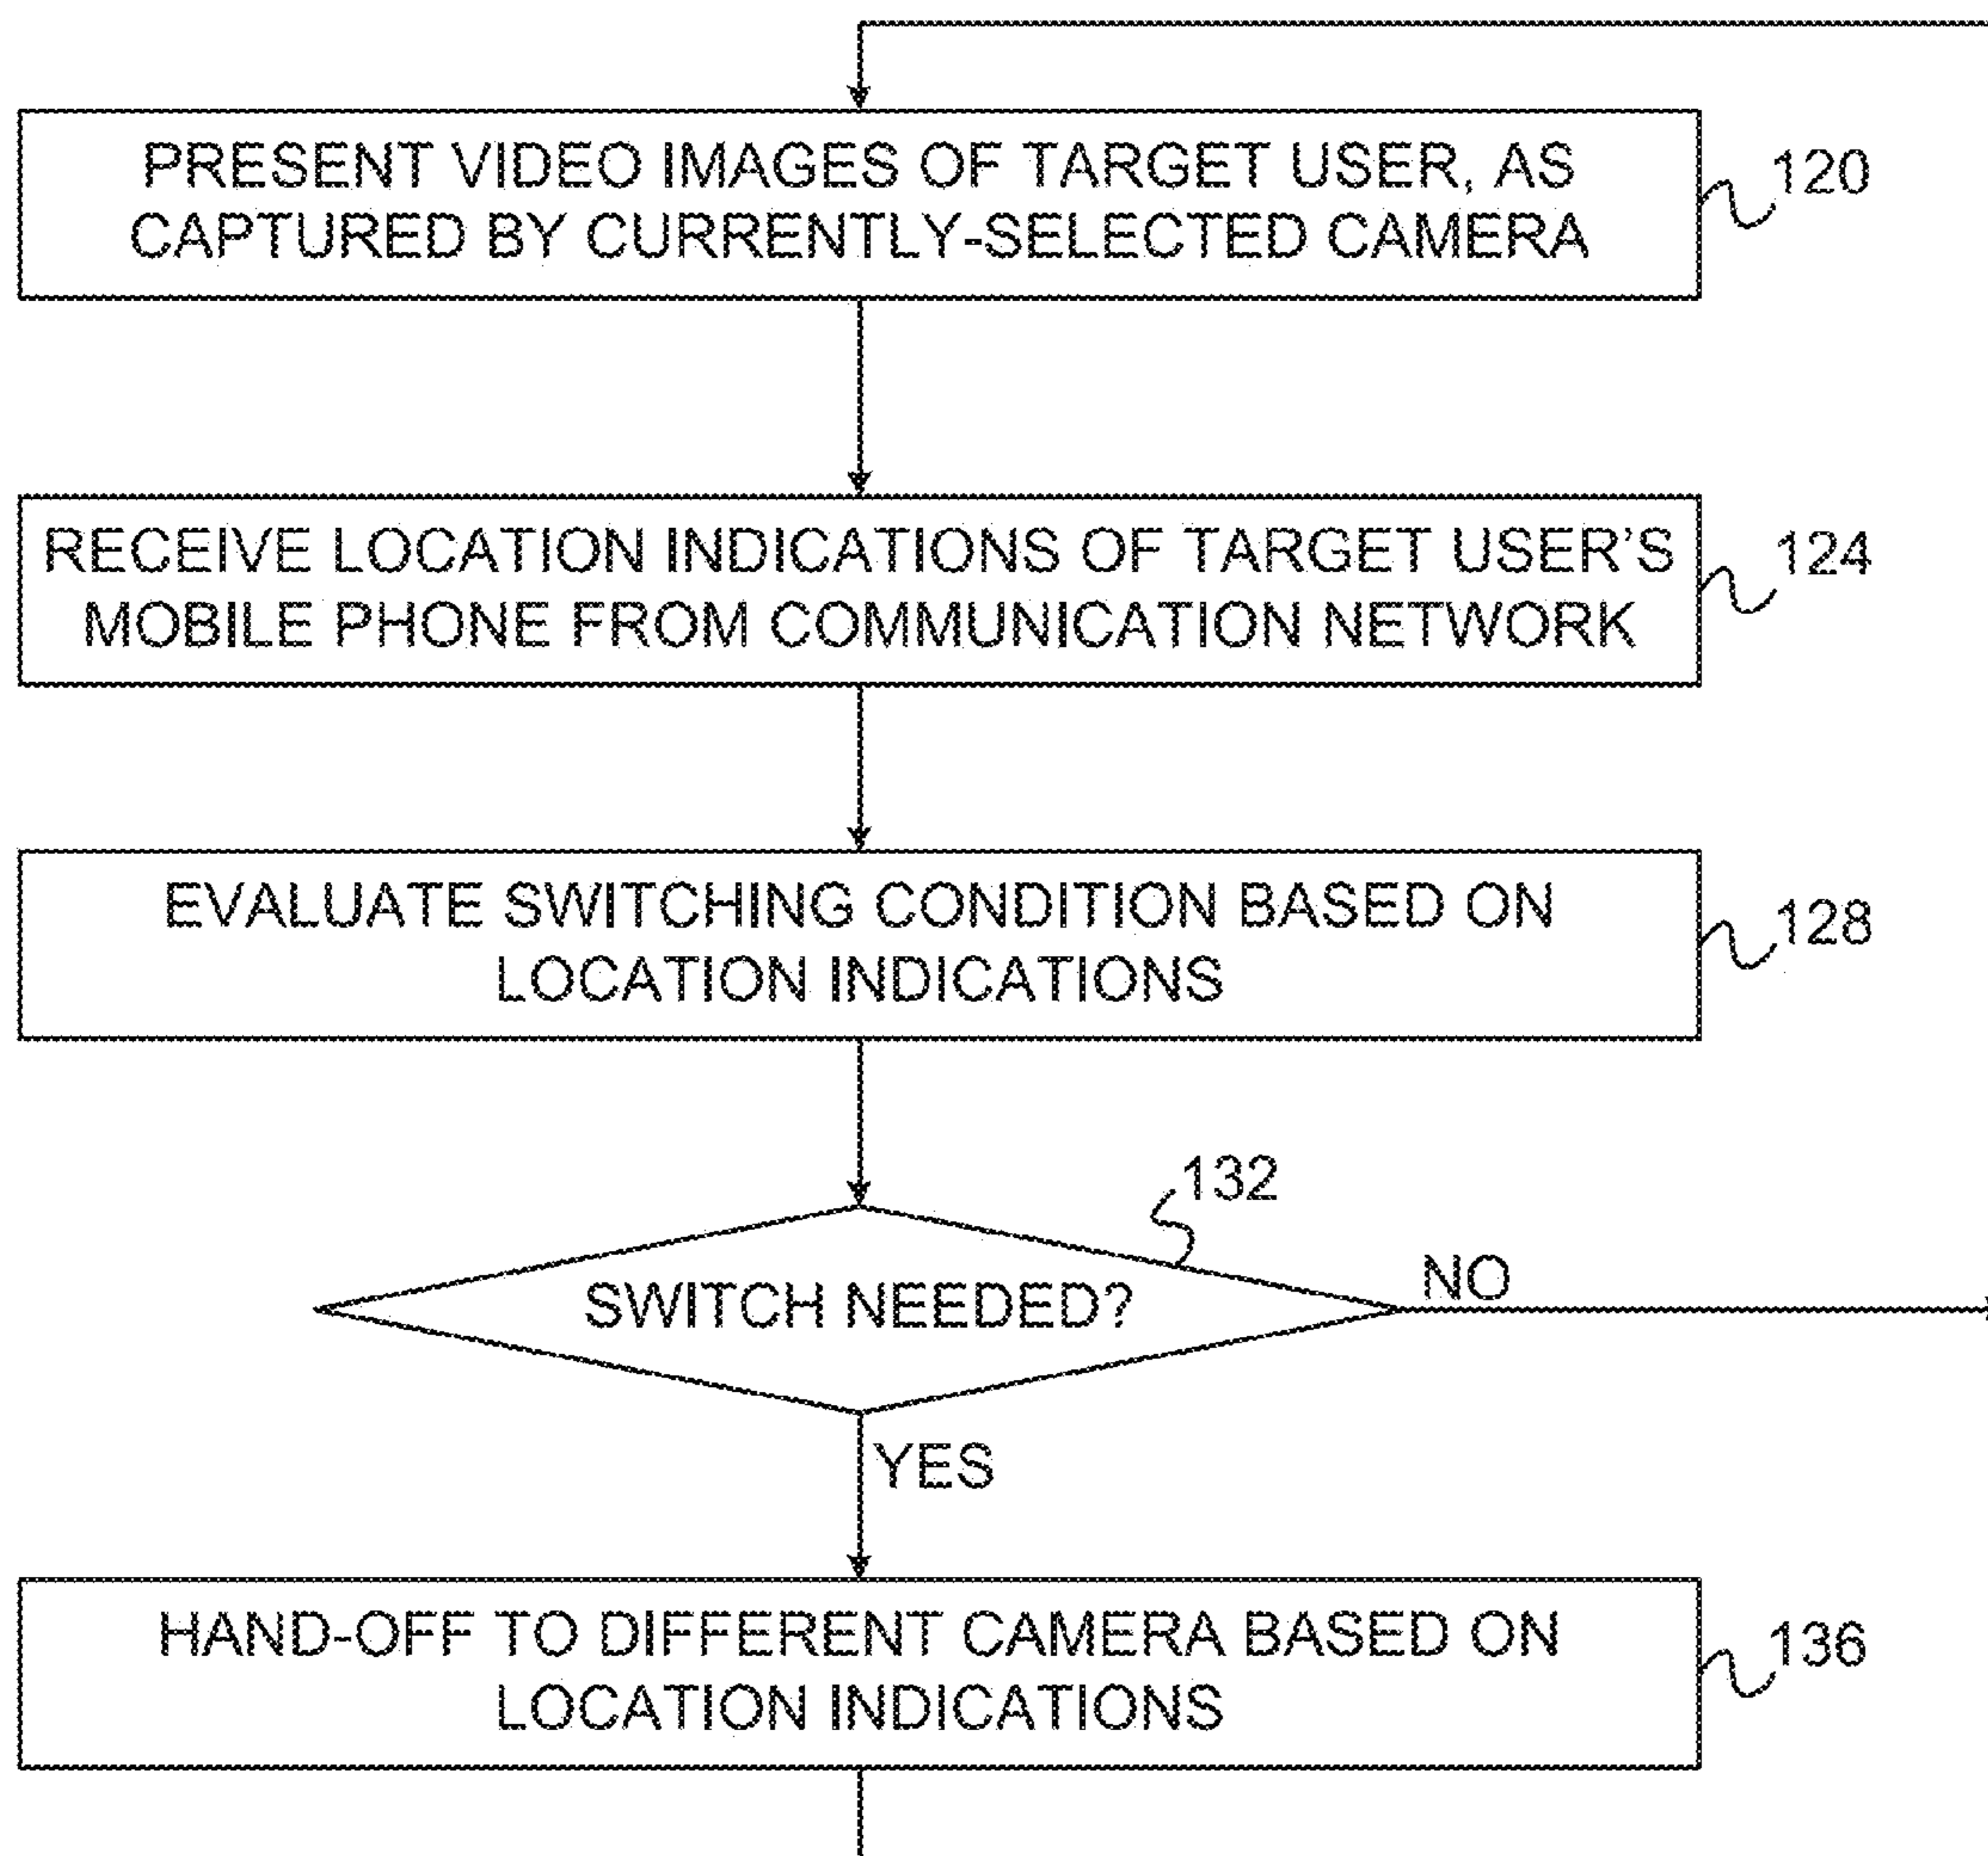 PRESENT VIDEO IMAGES OF TARGET USER, AS
CAPTURED BY CURRENTLY-SELECTED CAMERA
120
RECEIVE LOCATION INDICATIONS OF TARGET USER'S
MOBILE PHONE FROM COMMUNICATION NETWORK
124
EVALUATE SWITCHING CONDITION BASED ON
LOCATION INDICATIONS
128
132
SWITCH NEEDED?
NO
YES
HAND-OFF TO DIFFERENT CAMERA BASED ON
LOCATION INDICATIONS
136